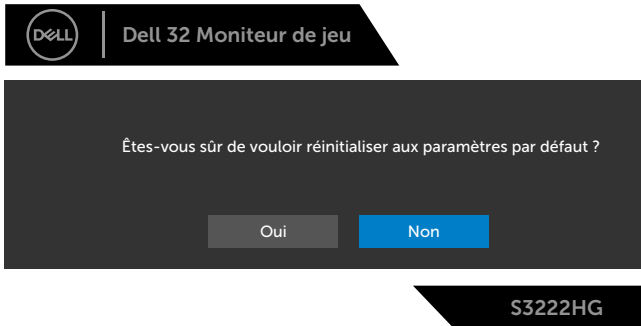 DELL
Dell 32 Moniteur de jeu
Êtes-vous sûr de vouloir réinitialiser aux paramètres par défaut ?
Oui
Non
S3222HG